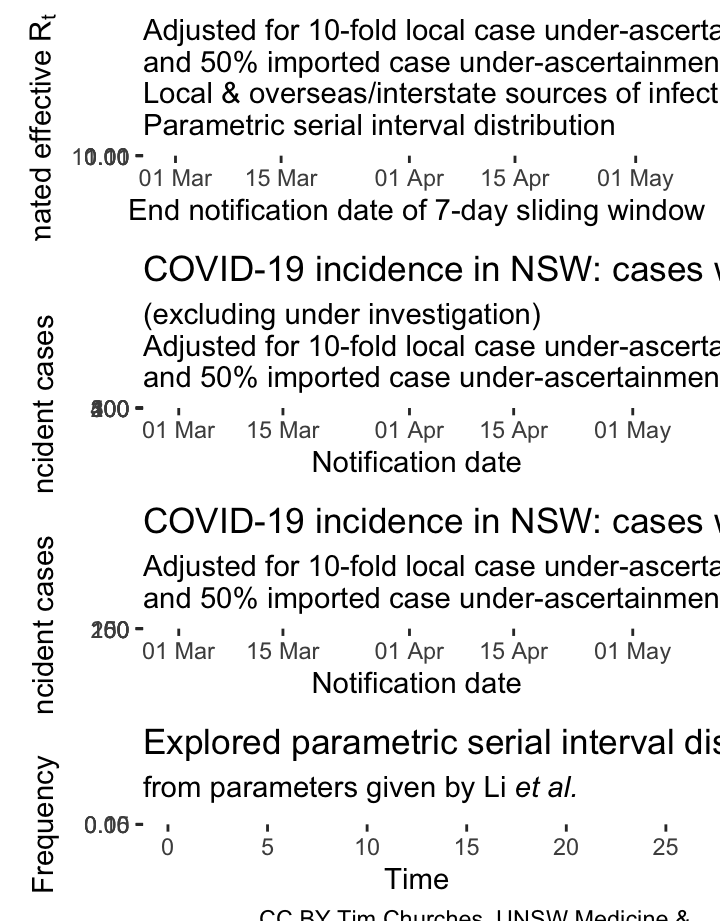 nated effective Rt
Adjusted for 10-fold local case under-ascerta
and 50% imported case under-ascertainmen
Local & overseas/interstate sources of infect
Parametric serial interval distribution
01 Mar 15 Mar 01 Apr 15 Apr 01 May
End notification date of 7-day sliding window
COVID-19 incidence in NSW: cases w
(excluding under investigation)
Adjusted for 10-fold local case under-ascerta
and 50% imported case under-ascertainmen
ncident cases
01 Mar 15 Mar 01 Apr 15 Apr 01 May
Notification date
COVID-19 incidence in NSW: cases w
Adjusted for 10-fold local case under-ascerta
and 50% imported case under-ascertainmen
ncident cases
01 Mar 15 Mar 01 Apr 15 Apr 01 May
Notification date
Explored parametric serial interval dis
from parameters given by Li et al.
Frequency
0 5 10 15 20 25
Time
CC BY Tim Churches, UNSW Medicine &